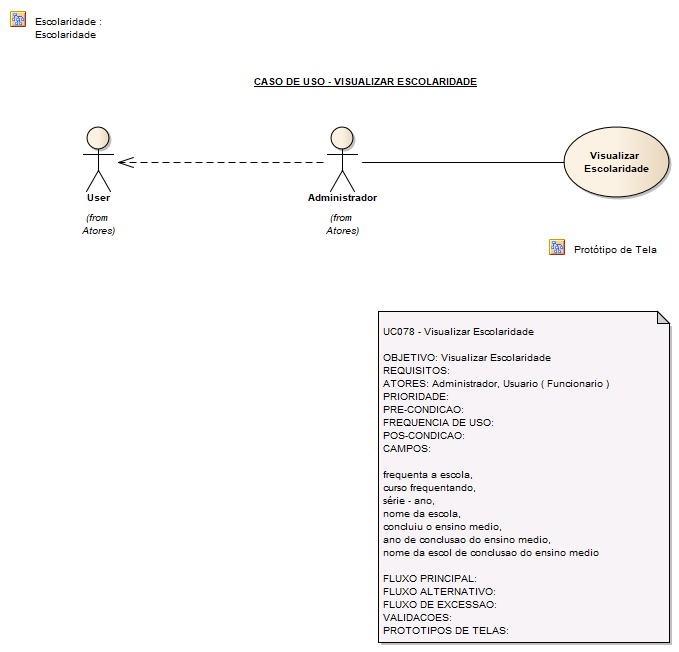 Escolaridade :
Escolaridade
CASO DE USO - VISUALIZAR ESCOLARIDADE
User
(from
Atores)
Administrador
(from
Atores)
Visualizar
Escolaridade
Protótipo de Tela
UC078 - Visualizar Escolaridade
OBJETIVO: Visualizar Escolaridade
REQUISITOS:
ATORES: Administrador, Usuario ( Funcionario )
PRIORIDADE:
PRE-CONDICAO:
FREQUENCIA DE USO:
POS-CONDICAO:
CAMPOS:
frequenta a escola,
curso frequentando,
série - ano,
nome da escola,
concluiu o ensino medio,
ano de conclusao do ensino medio,
nome da escol de conclusao do ensino medio
FLUXO PRINCIPAL:
FLUXO ALTERNATIVO:
FLUXO DE EXCESSAO:
VALIDACOES:
PROTOTIPOS DE TELAS: